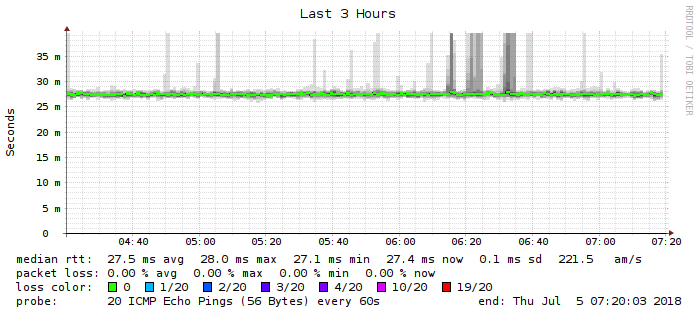 Last 3 Hours
RRDTOOL / TOBI OETIKER
Seconds
35 m
30 m
25 m
20 m
15 m
10 m
5 m
0
04:40 05:00 05:20 05:40 06:00 06:20 06:40 07:00 07:20
median rtt: 27.5 ms avg 28.0 ms max 27.1 ms min 27.4 ms now 0.1 ms sd 221.5 am/s
packet loss: 0.00 % avg 0.00 % max 0.00 % min 0.00 % now
loss color: 0 1/20 2/20 3/20 4/20 10/20 19/20
probe: 20 ICMP Echo Pings (56 Bytes) every 60s end: Thu Jul 5 07:20:03 2018